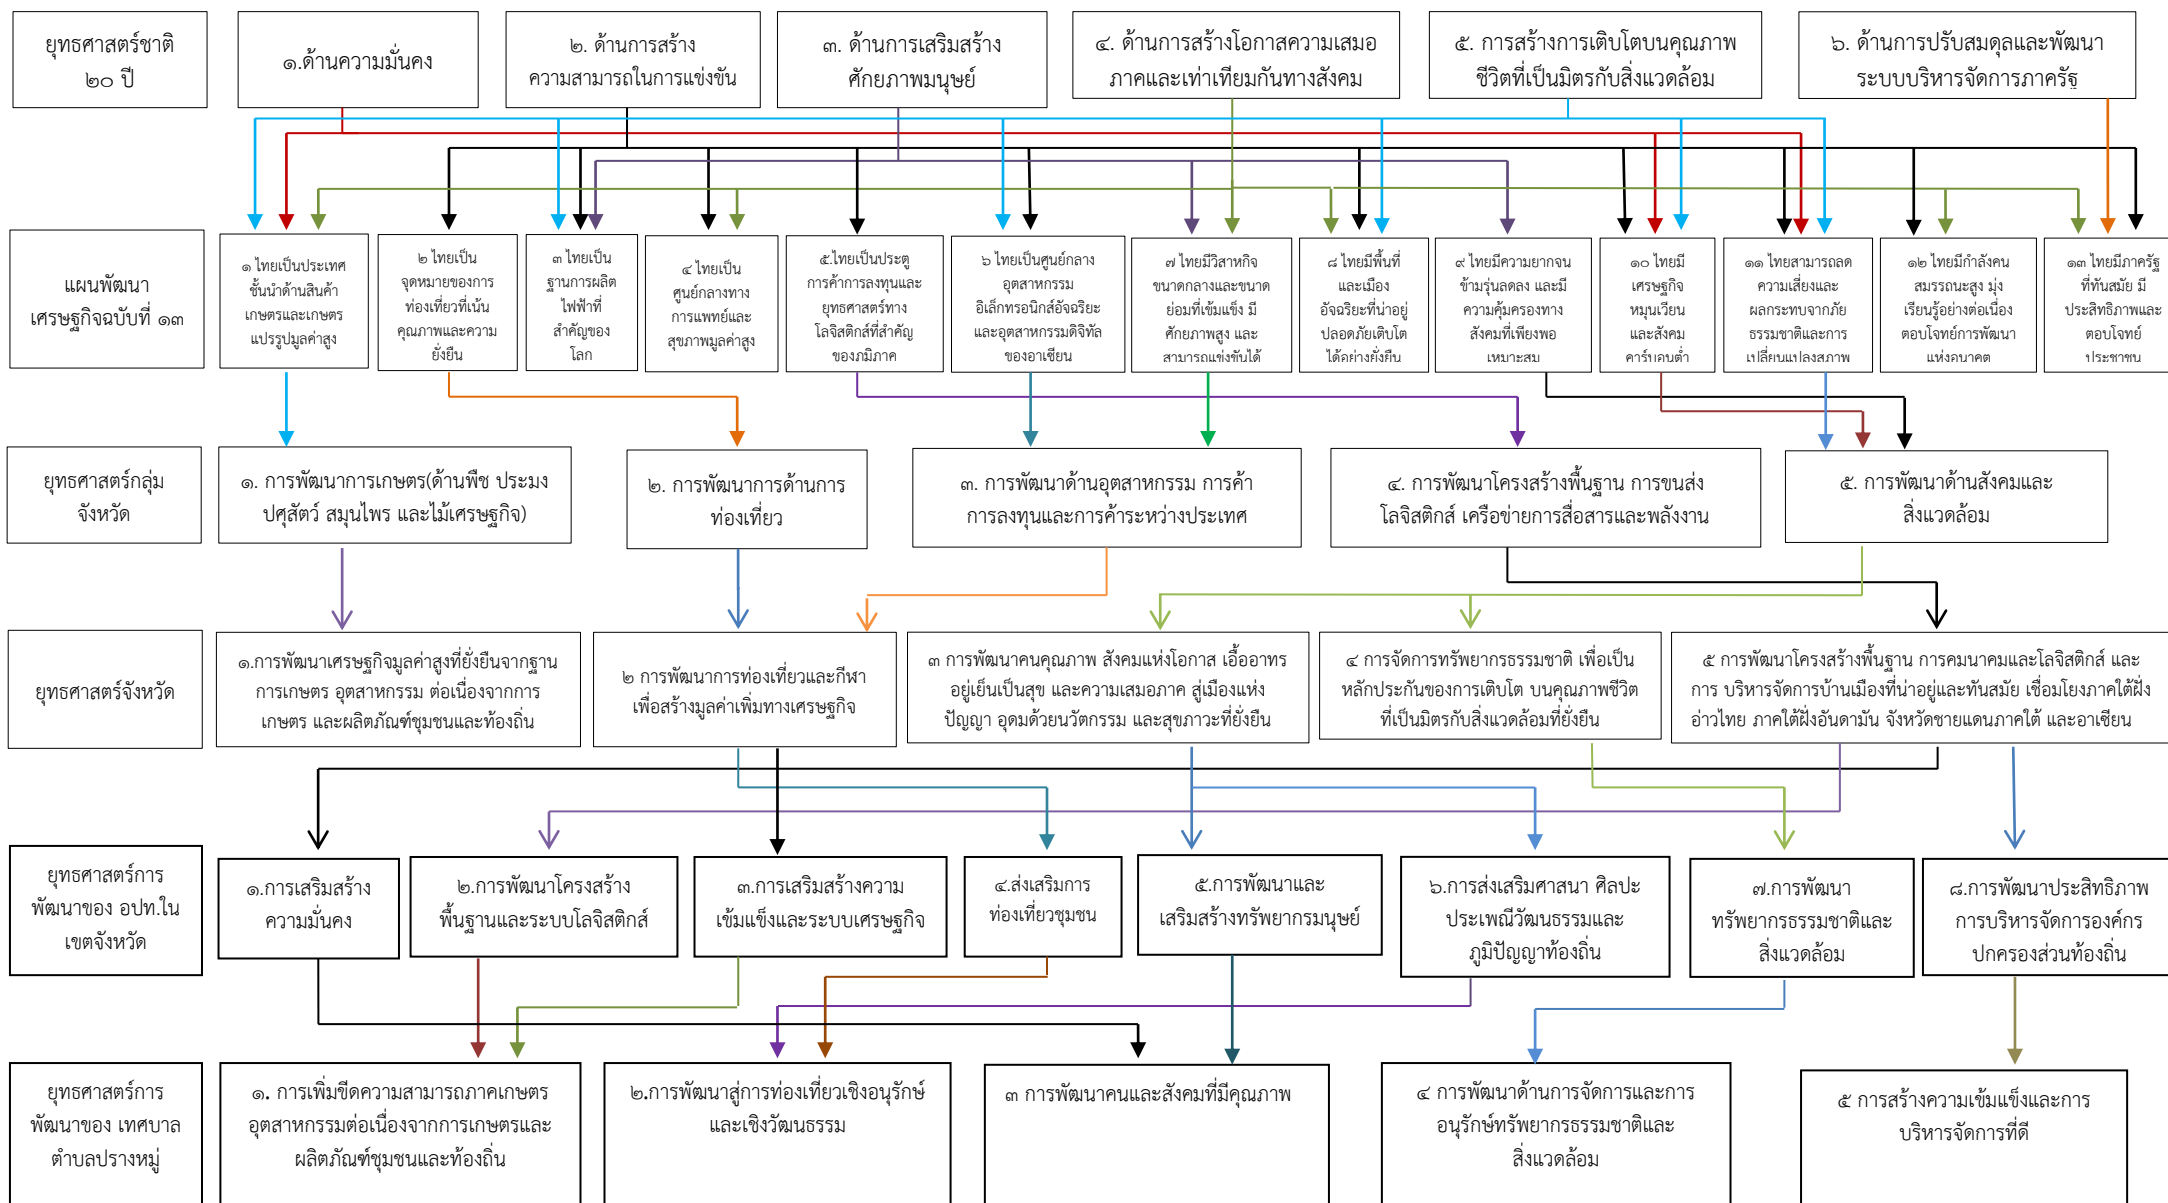 ยุทธศาสตร์ชาติ
๒๐ ปี
๑.ด้านความมั่นคง
๒. ด้านการสร้าง
ความสามารถในการแข่งขัน
๓. ด้านการเสริมสร้าง
ศักยภาพมนุษย์
๔. ด้านการสร้างโอกาสความเสมอ
ภาคและเท่าเทียมกันทางสังคม
๕. การสร้างการเติบโตบนคุณภาพ
ชีวิตที่เป็นมิตรกับสิ่งแวดล้อม
๖. ด้านการปรับสมดุลและพัฒนา
ระบบบริหารจัดการภาครัฐ
แผนพัฒนา
เศรษฐกิจฉบับที่ ๑๓
๑ ไทยเป็นประเทศ
ชั้นนำด้านสินค้า
เกษตรและเกษตร
แปรรูปมูลค่าสูง
๒ ไทยเป็น
จุดหมายของการ
ท่องเที่ยวที่เน้น
คุณภาพและความ
ยั่งยืน
๓ ไทยเป็น
ฐานการผลิต
ไฟฟ้าที่
สำคัญของ
โลก
๔ ไทยเป็น
ศูนย์กลางทาง
การแพทย์และ
สุขภาพมูลค่าสูง
๕.ไทยเป็นประตู
การค้าการลงทุนและ
ยุทธศาสตร์ทาง
โลจิสติกส์ที่สำคัญ
ของภูมิภาค
๖ ไทยเป็นศูนย์กลาง
อุตสาหกรรม
อิเล็กทรอนิกส์อัจฉริยะ
และอุตสาหกรรมดิจิทัล
ของอาเซียน
๗ ไทยมีวิสาหกิจ
ขนาดกลางและขนาด
ย่อมที่เข้มแข็ง มี
ศักยภาพสูง และ
สามารถแข่งขันได้
๘ ไทยมีพื้นที่
และเมือง
อัจฉริยะที่น่าอยู่
ปลอดภัยเติบโต
ได้อย่างยั่งยืน
๙ ไทยมีความยากจน
ข้ามรุ่นลดลง และมี
ความคุ้มครองทาง
สังคมที่เพียงพอ
เหมาะสม
๑๐ ไทยมี
เศรษฐกิจ
หมุนเวียน
และสังคม
คาร์บอนต่ำ
๑๑ ไทยสามารถลด
ความเสี่ยงและ
ผลกระทบจากภัย
ธรรมชาติและการ
เปลี่ยนแปลงสภาพ
๑๒ ไทยมีกำลังคน
สมรรถนะสูง มุ่ง
เรียนรู้อย่างต่อเนื่อง
ตอบโจทย์การพัฒนา
แห่งอนาคต
๑๓ ไทยมีภาครัฐ
ที่ทันสมัย มี
ประสิทธิภาพและ
ตอบโจทย์
ประชาชน
ยุทธศาสตร์กลุ่ม
จังหวัด
๑. การพัฒนาการเกษตร(ด้านพืช ประมง
ปศุสัตว์ สมุนไพร และไม้เศรษฐกิจ)
๒. การพัฒนาการด้านการ
ท่องเที่ยว
๓. การพัฒนาด้านอุตสาหกรรม การค้า
การลงทุนและการค้าระหว่างประเทศ
๔. การพัฒนาโครงสร้างพื้นฐาน การขนส่ง
โลจิสติกส์ เครือข่ายการสื่อสารและพลังงาน
๕. การพัฒนาด้านสังคมและ
สิ่งแวดล้อม
ยุทธศาสตร์จังหวัด
๑.การพัฒนาเศรษฐกิจมูลค่าสูงที่ยั่งยืนจากฐาน
การเกษตร อุตสาหกรรม ต่อเนื่องจากการ
เกษตร และผลิตภัณฑ์ชุมชนและท้องถิ่น
๒ การพัฒนาการท่องเที่ยวและกีฬา
เพื่อสร้างมูลค่าเพิ่มทางเศรษฐกิจ
๓ การพัฒนาคนคุณภาพ สังคมแห่งโอกาส เอื้ออาทร
อยู่เย็นเป็นสุข และความเสมอภาค สู่เมืองแห่ง
ปัญญา อุดมด้วยนวัตกรรม และสุขภาวะที่ยั่งยืน
๔ การจัดการทรัพยากรธรรมชาติ เพื่อเป็น
หลักประกันของการเติบโต บนคุณภาพชีวิต
ที่เป็นมิตรกับสิ่งแวดล้อมที่ยั่งยืน
๕ การพัฒนาโครงสร้างพื้นฐาน การคมนาคมและโลจิสติกส์ และ
การ บริหารจัดการบ้านเมืองที่น่าอยู่และทันสมัย เชื่อมโยงภาคใต้ฝั่ง
อ่าวไทย ภาคใต้ฝั่งอันดามัน จังหวัดชายแดนภาคใต้ และอาเซียน
ยุทธศาสตร์การ
พัฒนาของ อปท.ใน
เขตจังหวัด
๑.การเสริมสร้าง
ความมั่นคง
๒.การพัฒนาโครงสร้าง
พื้นฐานและระบบโลจิสติกส์
๓.การเสริมสร้างความ
เข้มแข็งและระบบเศรษฐกิจ
๔.ส่งเสริมการ
ท่องเที่ยวชุมชน
๕.การพัฒนาและ
เสริมสร้างทรัพยากรมนุษย์
๖.การส่งเสริมศาสนา ศิลปะ
ประเพณีวัฒนธรรมและ
ภูมิปัญญาท้องถิ่น
๗.การพัฒนา
ทรัพยากรธรรมชาติและ
สิ่งแวดล้อม
๘.การพัฒนาประสิทธิภาพ
การบริหารจัดการองค์กร
ปกครองส่วนท้องถิ่น
ยุทธศาสตร์การ
พัฒนาของ เทศบาล
ตำบลปรางหมู่
๑. การเพิ่มขีดความสามารถภาคเกษตร
อุตสาหกรรมต่อเนื่องจากการเกษตรและ
ผลิตภัณฑ์ชุมชนและท้องถิ่น
๒.การพัฒนาสู่การท่องเที่ยวเชิงอนุรักษ์
และเชิงวัฒนธรรม
๓ การพัฒนาคนและสังคมที่มีคุณภาพ
๔ การพัฒนาด้านการจัดการและการ
อนุรักษ์ทรัพยากรธรรมชาติและ
สิ่งแวดล้อม
๕ การสร้างความเข้มแข็งและการ
บริหารจัดการที่ดี